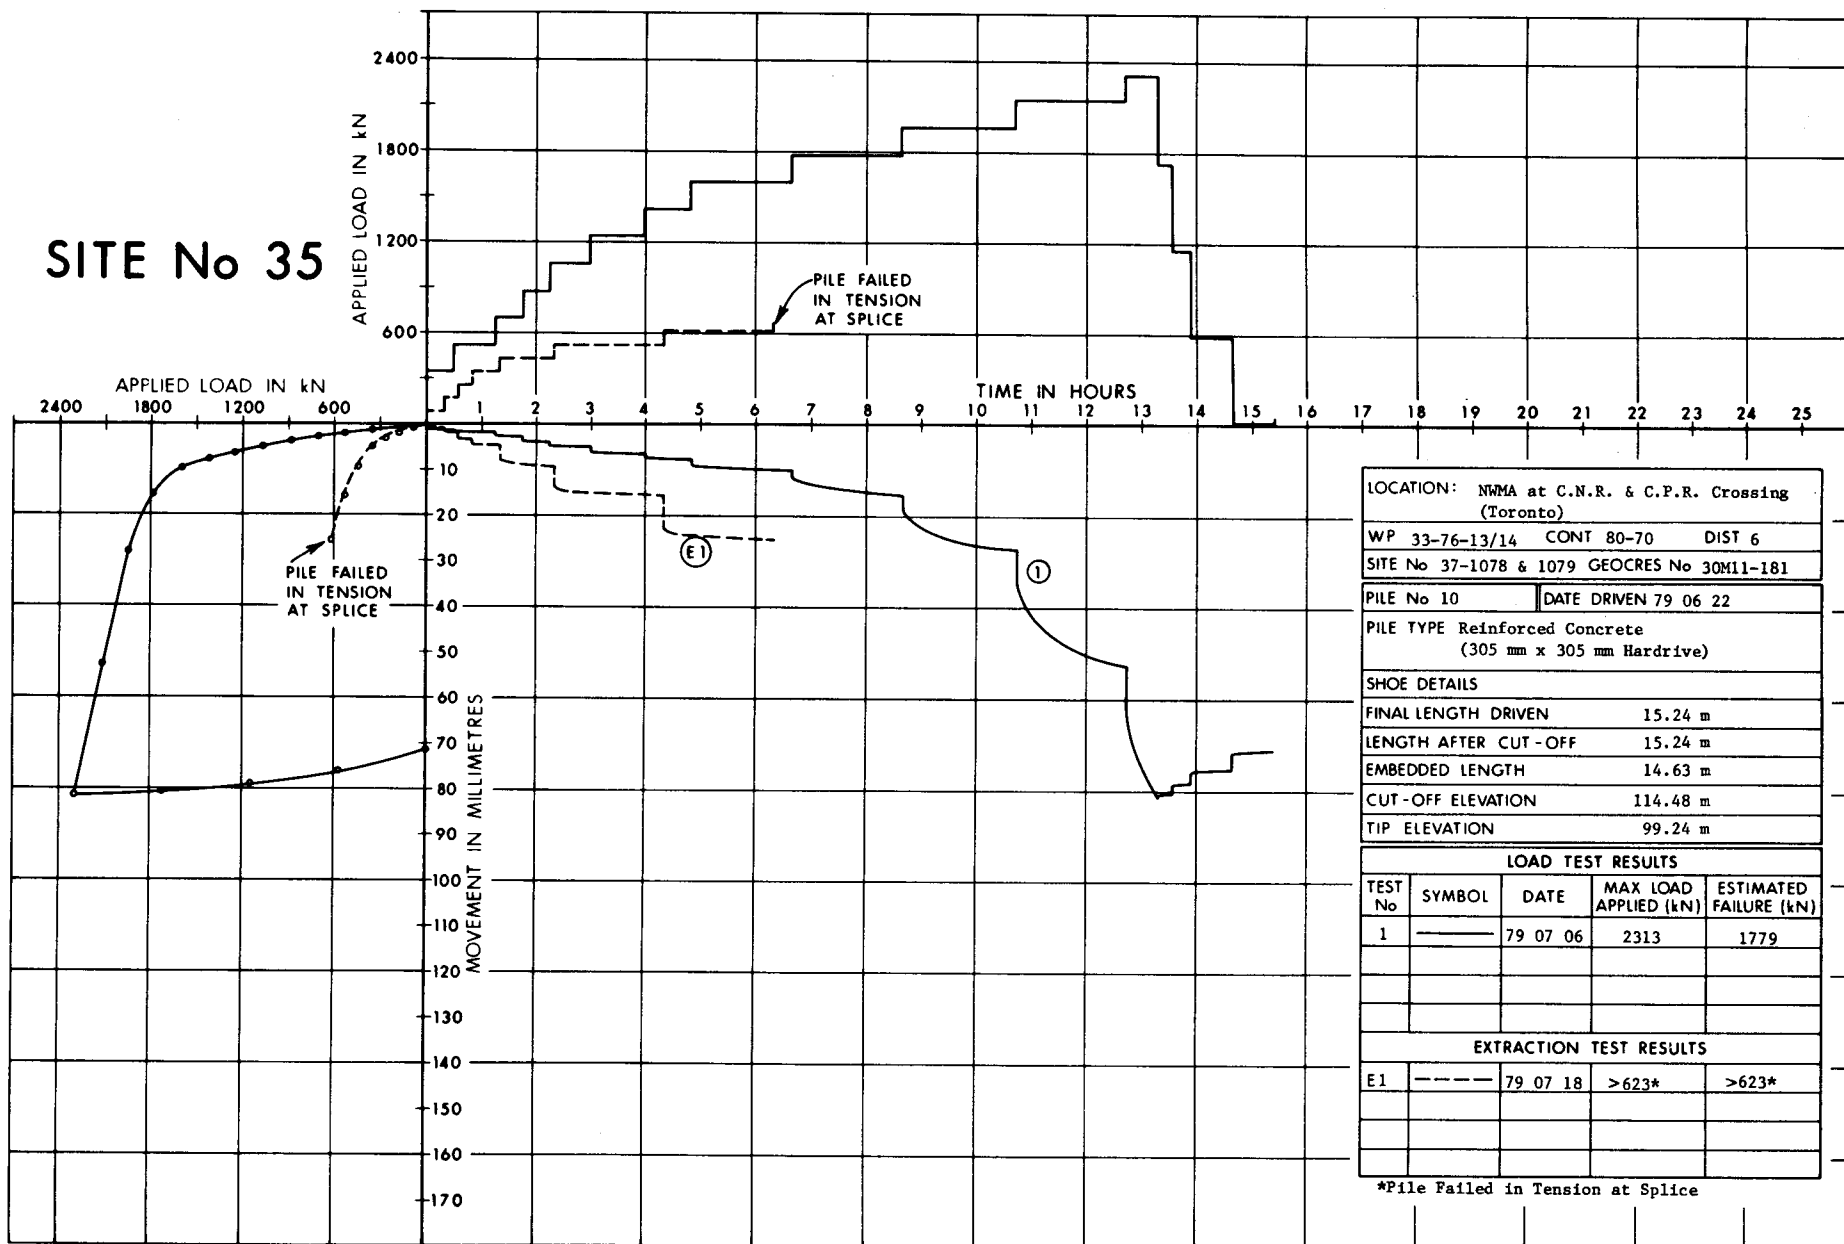 SITE No 35
APPLIED LOAD IN kN
2400
1800
1200
600
PILE FAILED
IN TENSION
AT SPLICE
APPLIED LOAD IN kN
2400 1800 1200 600
TIME IN HOURS
1 2 3 4 5 6 7 8 9 10 11 12 13 14 15 16 17 18 19 20 21 22 23 24 25
10
20
30
40
50
60
70
80
90
100
110
120
130
140
150
160
170
MOVEMENT IN MILLIMETRES
PILE FAILED
IN TENSION
AT SPLICE
E1
1
LOCATION: NWMA at C.N.R. & C.P.R. Crossing
(Toronto)
WP 33-76-13/14 CONT 80-70 DIST 6
SITE No 37-1078 & 1079 GEOCRES No 30M11-181
PILE No 10 DATE DRIVEN 79 06 22
PILE TYPE Reinforced Concrete
(305 mm x 305 mm Hardrive)
SHOE DETAILS
FINAL LENGTH DRIVEN 15.24 m
LENGTH AFTER CUT-OFF 15.24 m
EMBEDDED LENGTH 14.63 m
CUT-OFF ELEVATION 114.48 m
TIP ELEVATION 99.24 m
LOAD TEST RESULTS
TEST No SYMBOL DATE MAX LOAD APPLIED (kN) ESTIMATED FAILURE (kN)
1 79 07 06 2313 1779
EXTRACTION TEST RESULTS
E1 79 07 18 >623* >623*
*Pile Failed in Tension at Splice